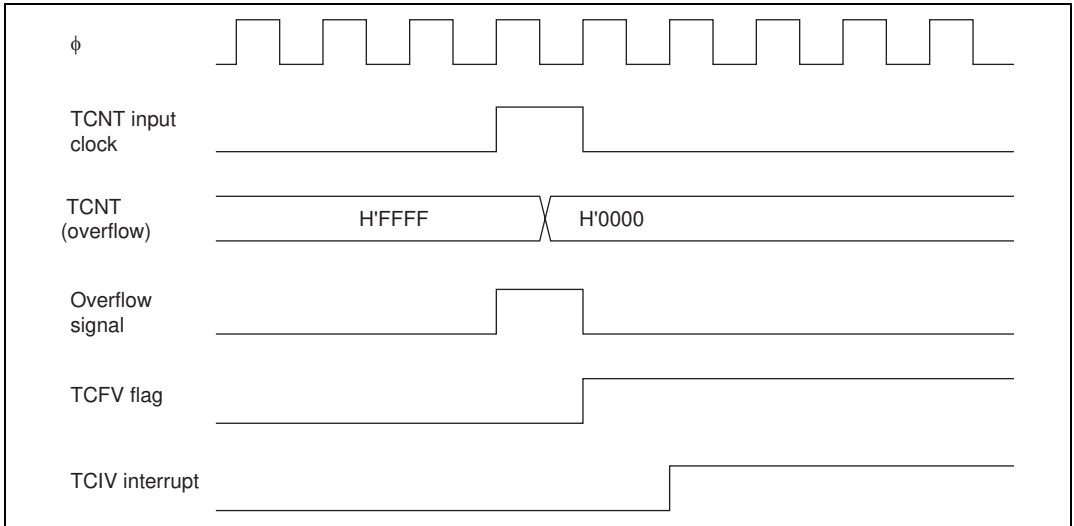 ϕ
TCNT input
clock
TCNT
(overflow)
H'FFFF
H'0000
Overflow
signal
TCFV flag
TCIV interrupt